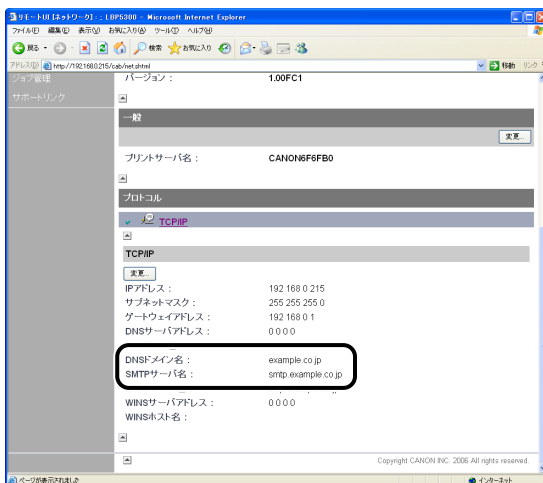 リモートUI [ネットワーク] : ; LBP5300 - Microsoft Internet Explorer
ファイル(F) 編集(E) 表示(V) お気に入り(A) ツール(T) ヘルプ(H)
戻る 検索 お気に入り
アドレス(D) http://192.168.0.215/cab/net.shtml 移動 リンク
ジョブ管理 バージョン : 1.00FC1
サポートリンク
一般
変更...
プリントサーバ名 : CANON6F6FB0
プロトコル
TCP/IP
TCP/IP
変更...
IPアドレス : 192.168.0.215
サブネットマスク : 255.255.255.0
ゲートウェイアドレス : 192.168.0.1
DNSサーバアドレス : 0.0.0.0
DNSドメイン名 : example.co.jp
SMTPサーバ名 : smtp.example.co.jp
WINSサーバアドレス : 0.0.0.0
WINSホスト名 :
Copyright CANON INC. 2006 All rights reserved.
ページが表示されました インターネット